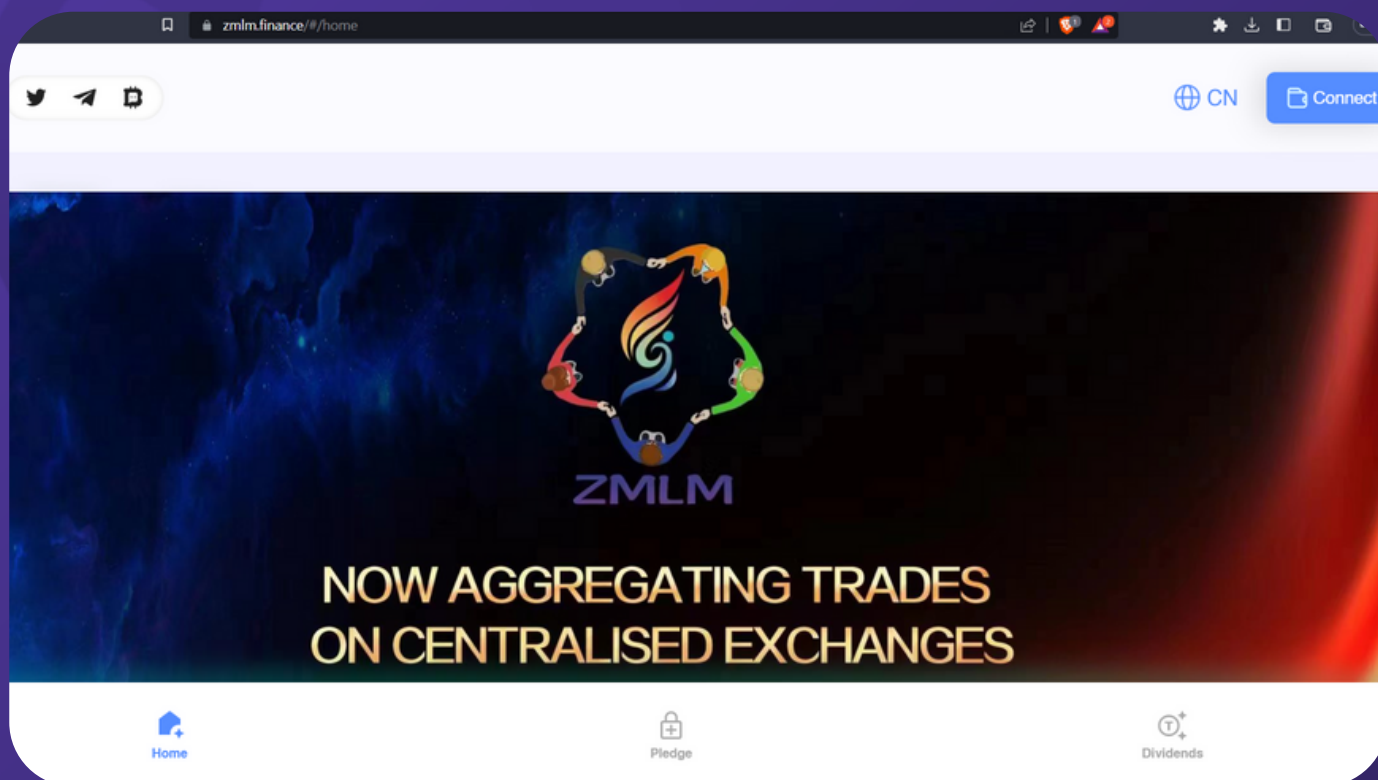 zmlm.finance/#/home
CN
Connect
ZMLM
NOW AGGREGATING TRADES
ON CENTRALISED EXCHANGES
Home
Pledge
Dividends